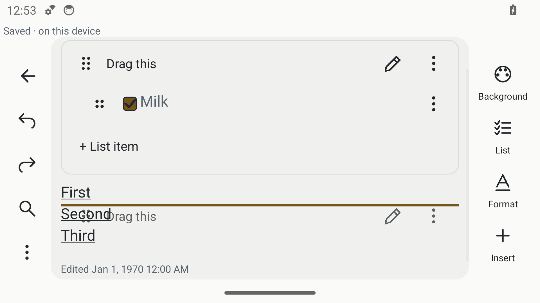 12:53
Saved · on this device
Drag this
Milk
+ List item
First
Second
Drag this
Third
Edited Jan 1, 1970 12:00 AM
Background
List
Format
Insert